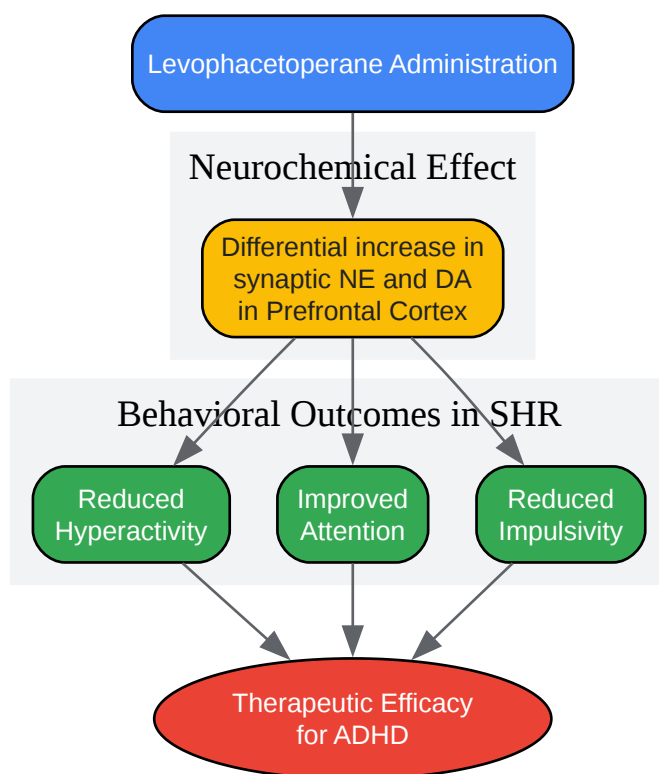 Levophacetoperane Administration
Neurochemical Effect
Differential increase in
synaptic NE and DA
in Prefrontal Cortex
Behavioral Outcomes in SHR
Reduced
Hyperactivity
Improved
Attention
Reduced
Impulsivity
Therapeutic Efficacy
for ADHD